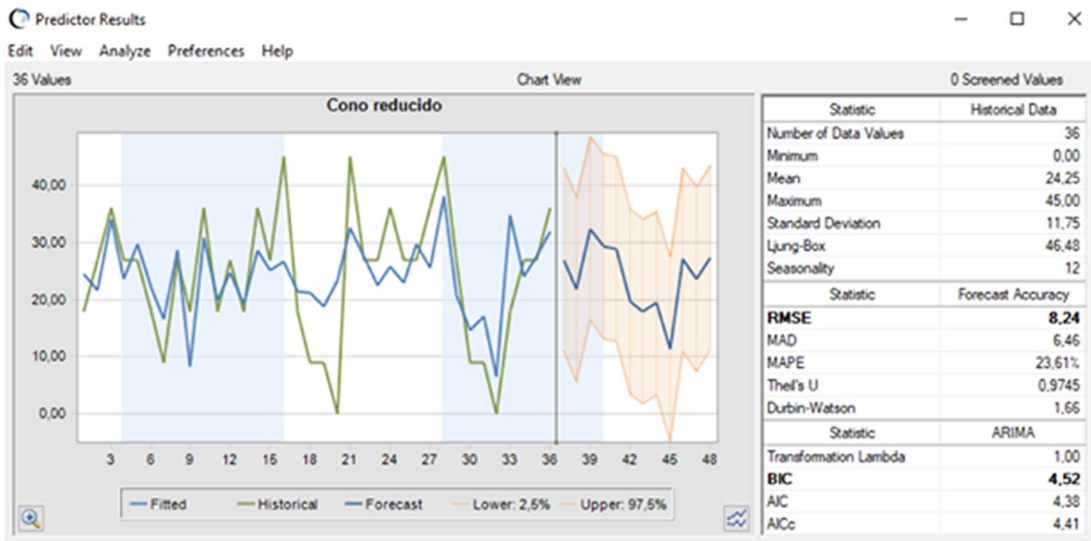 Predictor Results
Edit View Analyze Preferences Help
36 Values Chart View 0 Screened Values
Cono reducido
40,00
30,00
20,00
10,00
0,00
3 6 9 12 15 18 21 24 27 30 33 36 39 42 45 48
Fitted Historical Forecast Lower: 2,5% Upper: 97,5%
Statistic Historical Data
Number of Data Values 36
Minimum 0,00
Mean 24,25
Maximum 45,00
Standard Deviation 11,75
Ljung-Box 46,48
Seasonality 12
Statistic Forecast Accuracy
RMSE 8,24
MAD 6,46
MAPE 23,61%
Theil's U 0,9745
Durbin-Watson 1,66
Statistic ARIMA
Transformation Lambda 1,00
BIC 4,52
AIC 4,38
AICc 4,41